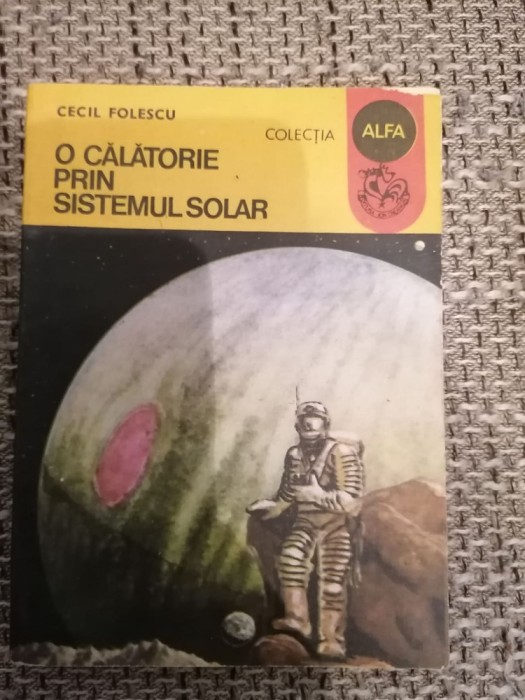 CECIL FOLESCU
COLECȚIA
ALFA
O CĂLĂTORIE
PRIN
SISTEMUL SOLAR